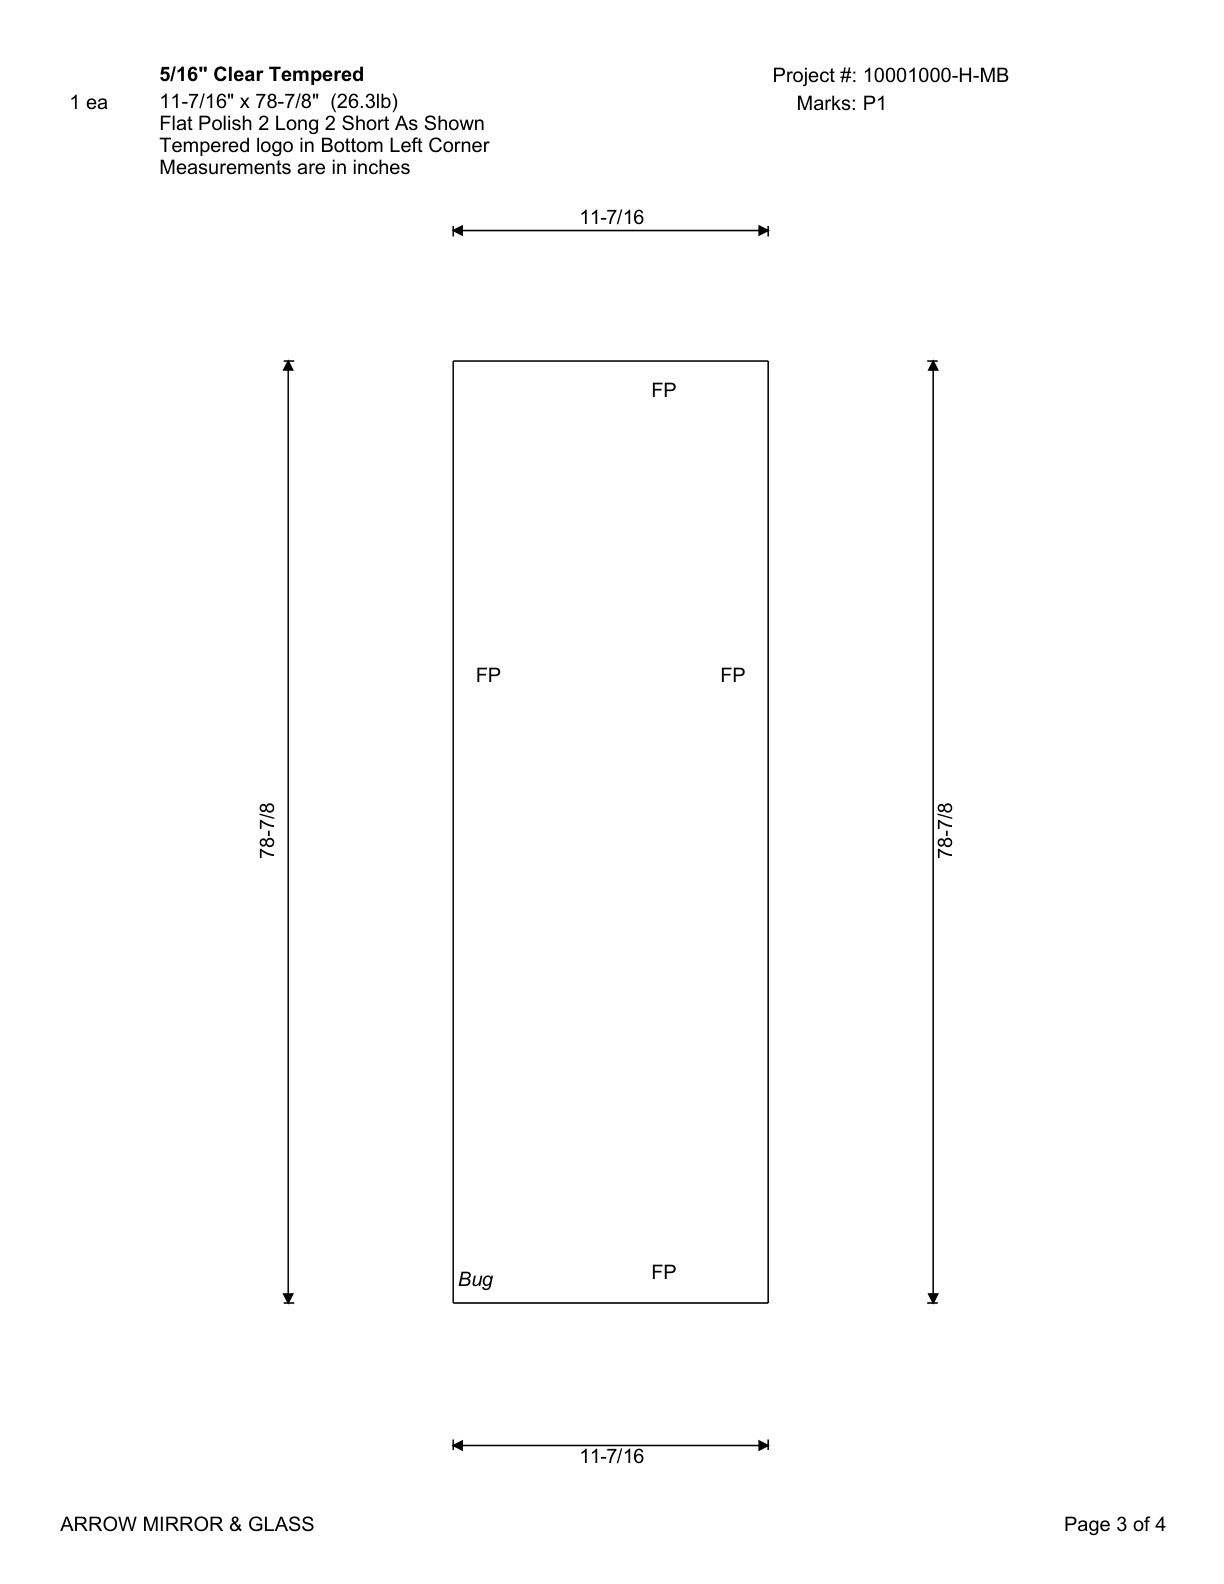 5/16" Clear Tempered
Project #: 10001000-H-MB
1 ea
11-7/16" x 78-7/8" (26.3lb)
Marks: P1
Flat Polish 2 Long 2 Short As Shown
Tempered logo in Bottom Left Corner
Measurements are in inches
11-7/16
FP
FP
FP
78-7/8
78-7/8
Bug
FP
11-7/16
ARROW MIRROR & GLASS
Page 3 of 4